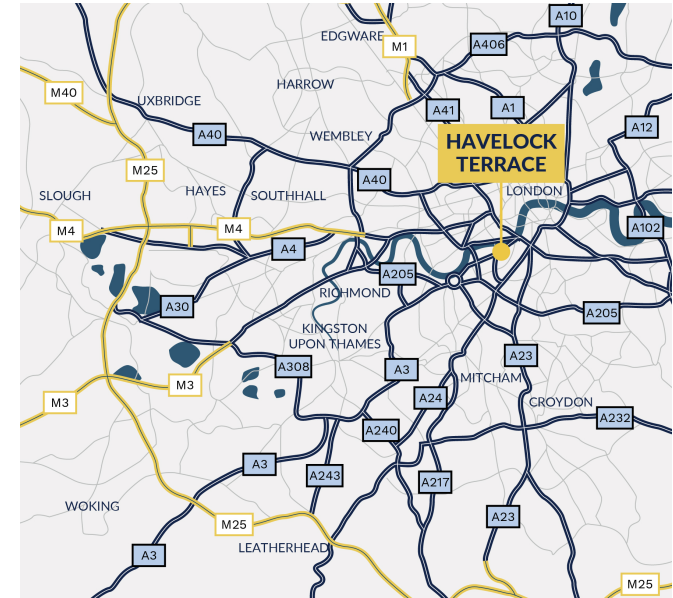 A10
EDGWARE
M1
A406
HARROW
M40
UXBRIDGE
A41
A1
A12
A40
WEMBLEY
HAVELOCK
TERRACE
M25
A40
SLOUGH
HAYES
SOUTHHALL
LONDON
M4
M4
A102
A4
A205
RICHMOND
A30
A205
KINGSTON
UPON THAMES
A23
A308
A3
MITCHAM
M3
M3
A24
CROYDON
A232
A240
A3
A243
A217
WOKING
M25
A23
LEATHERHEAD
A3
M25